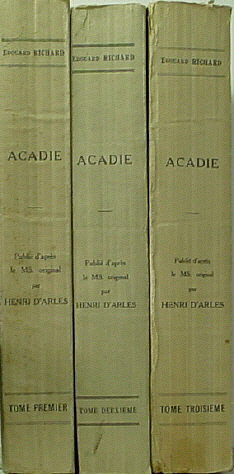 EDOUARD RICHARD
ACADIE
Publié d'après
le MS. original
par
HENRI D'ARLES
TOME PREMIER
EDOUARD RICHARD
ACADIE
Publié d'après
le MS. original
par
HENRI D'ARLES
TOME DEUXIEME
EDOUARD RICHARD
ACADIE
Publié d'après
le MS. original
par
HENRI D'ARLES
TOME TROISIEME